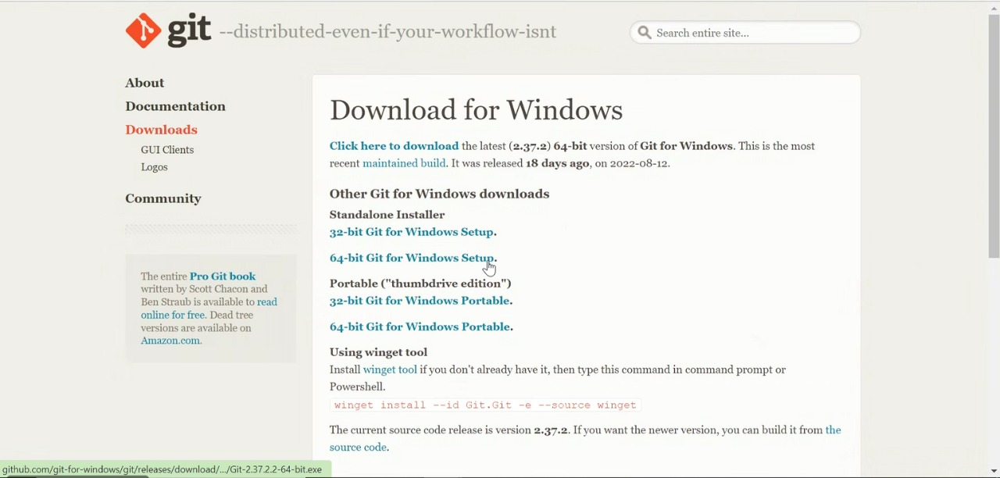 git --distributed-even-if-your-workflow-isnt
Search entire site...
About
Documentation
Downloads
GUI Clients
Logos
Community
The entire Pro Git book
written by Scott Chacon and
Ben Straub is available to read
online for free. Dead tree
versions are available on
Amazon.com.
Download for Windows
Click here to download the latest (2.37.2) 64-bit version of Git for Windows. This is the most
recent maintained build. It was released 18 days ago, on 2022-08-12.
Other Git for Windows downloads
Standalone Installer
32-bit Git for Windows Setup.
64-bit Git for Windows Setup.
Portable ("thumbdrive edition")
32-bit Git for Windows Portable.
64-bit Git for Windows Portable.
Using winget tool
Install winget tool if you don't already have it, then type this command in command prompt or
Powershell.
winget install --id Git.Git -e --source winget
The current source code release is version 2.37.2. If you want the newer version, you can build it from the
source code.
github.com/git-for-windows/git/releases/download/.../Git-2.37.2.2-64-bit.exe